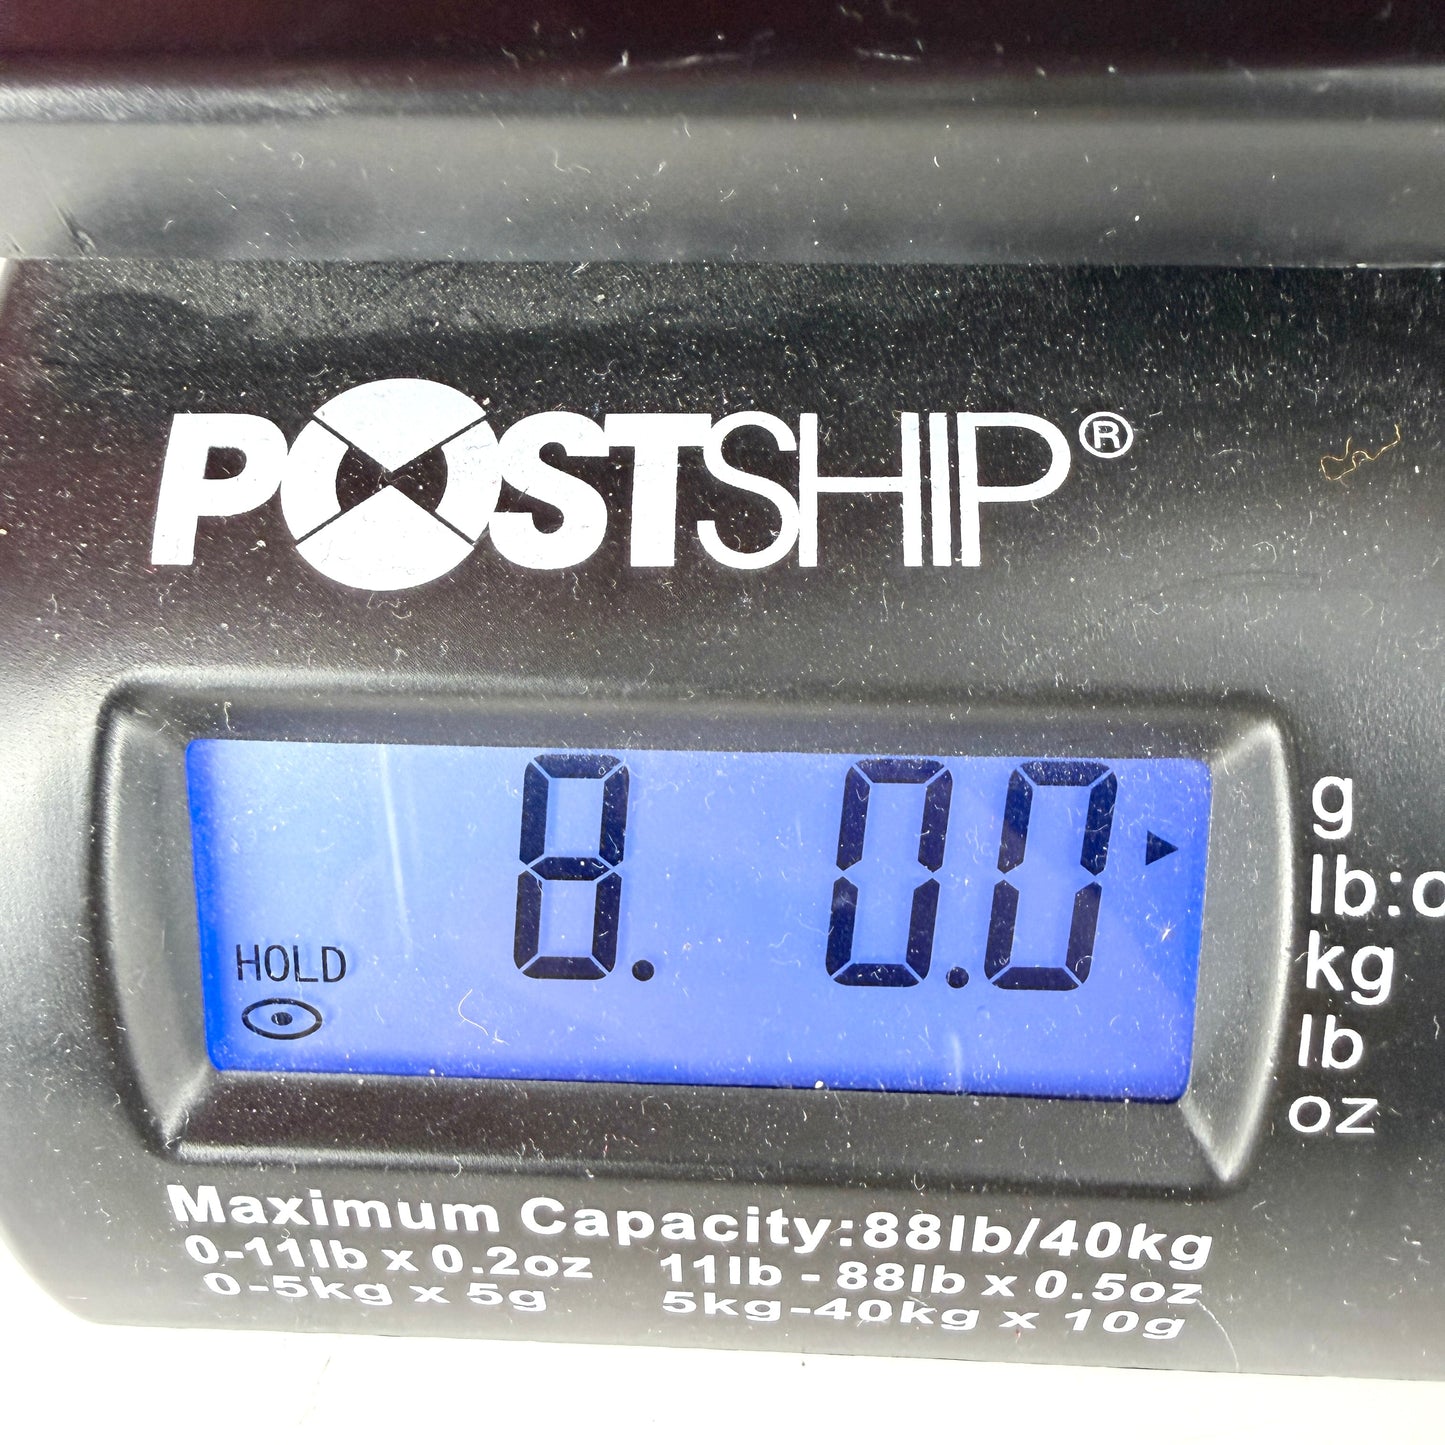 POSTSHIP®
8. 0.0
HOLD
g
lb:o
kg
lb
oz
Maximum Capacity:88lb/40kg
0-11lb x 0.2oz 11lb - 88lb x 0.5oz
0-5kg x 5g 5kg-40kg x 10g